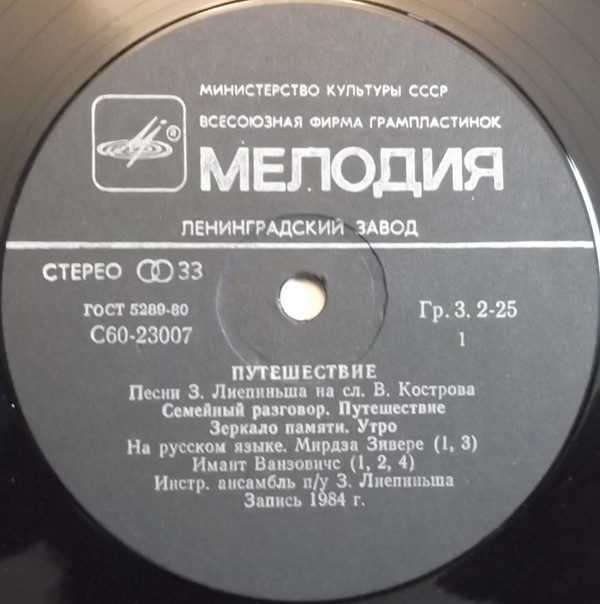 МИНИСТЕРСТВО КУЛЬТУРЫ СССР
ВСЕСОЮЗНАЯ ФИРМА ГРАМПЛАСТИНОК
МЕЛОДИЯ
ЛЕНИНГРАДСКИЙ ЗАВОД
СТЕРЕО 33
ГОСТ 5289-80
С60-23007
Гр. 3. 2-25
1
ПУТЕШЕСТВИЕ
Песни З. Лиепиньша на сл. В. Кострова
Семейный разговор. Путешествие
Зеркало памяти. Утро
На русском языке. Мирдза Зивере (1, 3)
Имант Ванзовичс (1, 2, 4)
Инстр. ансамбль п/у З. Лиепиньша
Запись 1984 г.